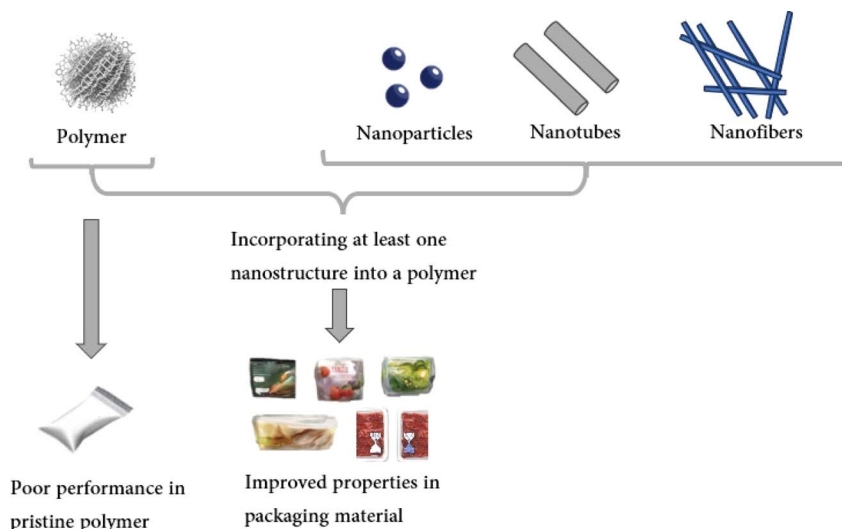 Polymer
Nanoparticles
Nanotubes
Nanofibers
Incorporating at least one
nanostructure into a polymer
Poor performance in
pristine polymer
Improved properties in
packaging material